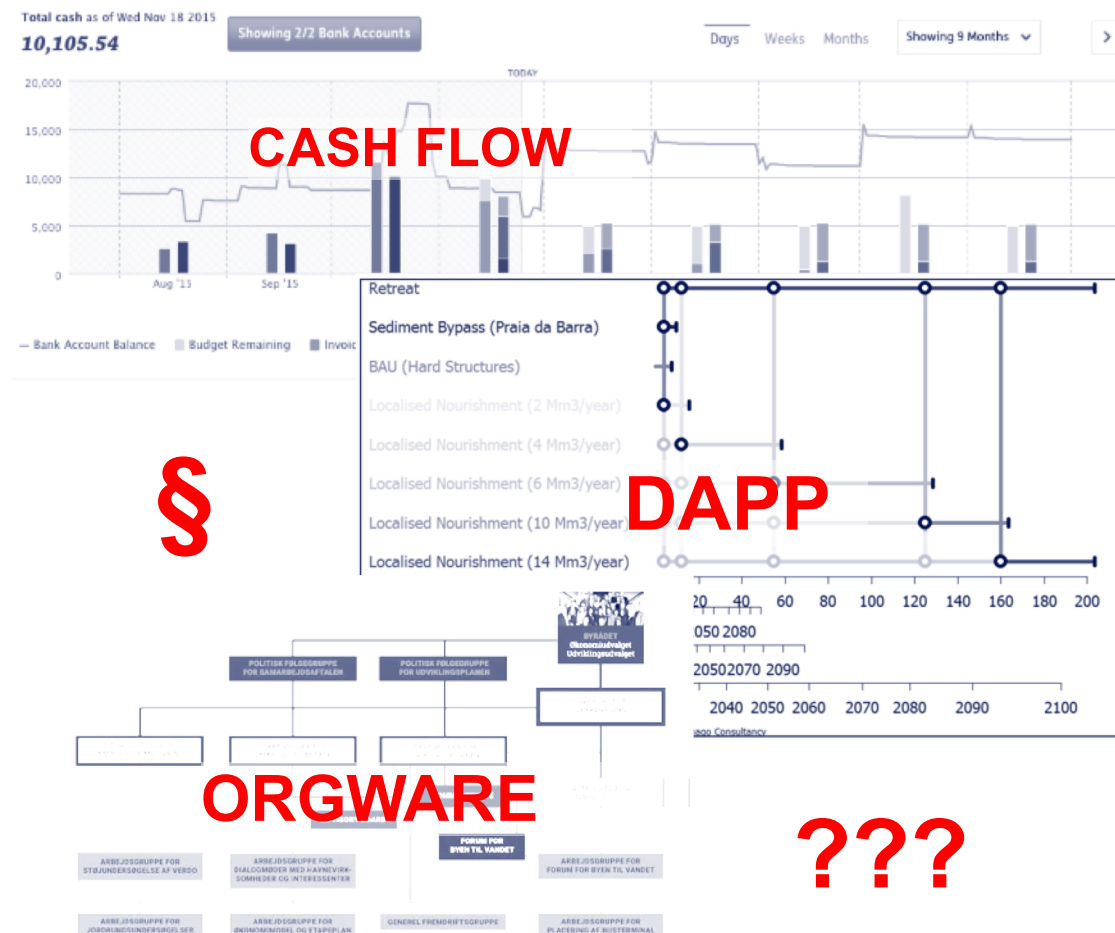 Total cash as of Wed Nov 18 2015
10,105.54
Showing 2/2 Bank Accounts
Days Weeks Months
Showing 9 Months
TODAY
20,000
15,000
10,000
5,000
0
CASH FLOW
Aug '15 Sep '15
— Bank Account Balance Budget Remaining Invoic
Retreat
Sediment Bypass (Praia da Barra)
BAU (Hard Structures)
Localised Nourishment (2 Mm3/year)
Localised Nourishment (4 Mm3/year)
Localised Nourishment (6 Mm3/year)
Localised Nourishment (10 Mm3/year)
Localised Nourishment (14 Mm3/year)
DAPP
§
20 40 60 80 100 120 140 160 180 200
050 2080
2050 2070 2090
2040 2050 2060 2070 2080 2090 2100
Consultancy
BYRÅDET
Økonomiudvalget
Udviklingsudvalget
POLITISK FØLGEGRUPPE
FOR SAMARBEJDSAFTALEN
POLITISK FØLGEGRUPPE
FOR UDVIKLINGSPLANEN
ORGWARE
FORUM FOR
BYEN TIL VANDET
???
ARBEJDSGRUPPE FOR
STØJUNDERSØGELSE AF VERDO
ARBEJDSGRUPPE FOR
DIALOGMØDER MED HAVNEVIRK-
SOMHEDER OG INTERESSENTER
ARBEJDSGRUPPE FOR
FORUM FOR BYEN TIL VANDET
ARBEJDSGRUPPE FOR
JORDBUNDSUNDERSØGELSER
ARBEJDSGRUPPE FOR
ØKONOMIMODEL OG ETAPEPLAN
GENEREL FREMDRIFTSGRUPPE
ARBEJDSGRUPPE FOR
PLACERING AF BUSTERMINAL